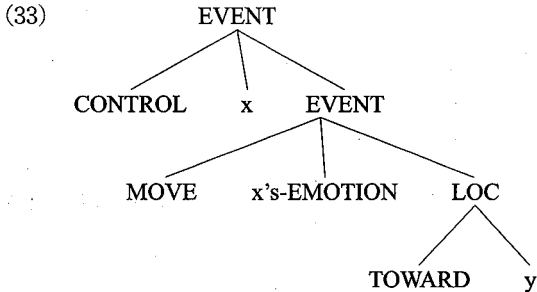 (33) EVENT
CONTROL x EVENT
MOVE x's-EMOTION LOC
TOWARD y